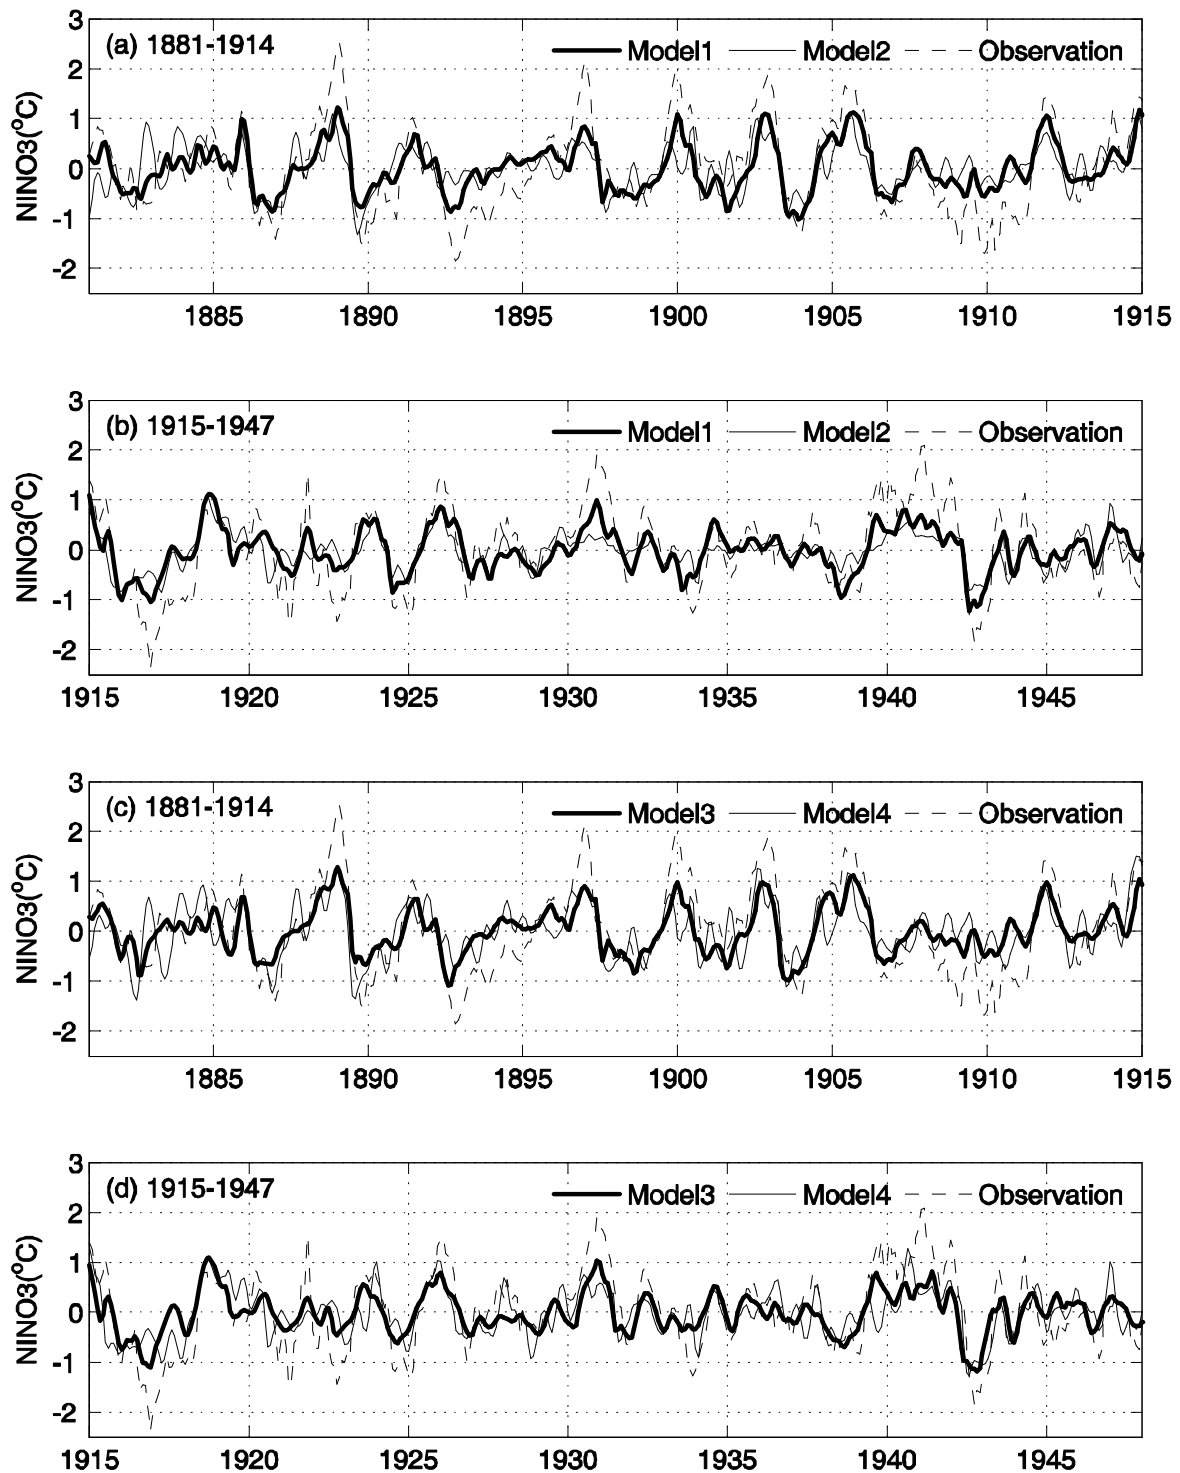 3
(a) 1881-1914 Model1 Model2 Observation
2
1
0
-1
-2
NINO3(°C)
1885 1890 1895 1900 1905 1910 1915
3
(b) 1915-1947 Model1 Model2 Observation
2
1
0
-1
-2
NINO3(°C)
1915 1920 1925 1930 1935 1940 1945
3
(c) 1881-1914 Model3 Model4 Observation
2
1
0
-1
-2
NINO3(°C)
1885 1890 1895 1900 1905 1910 1915
3
(d) 1915-1947 Model3 Model4 Observation
2
1
0
-1
-2
NINO3(°C)
1915 1920 1925 1930 1935 1940 1945